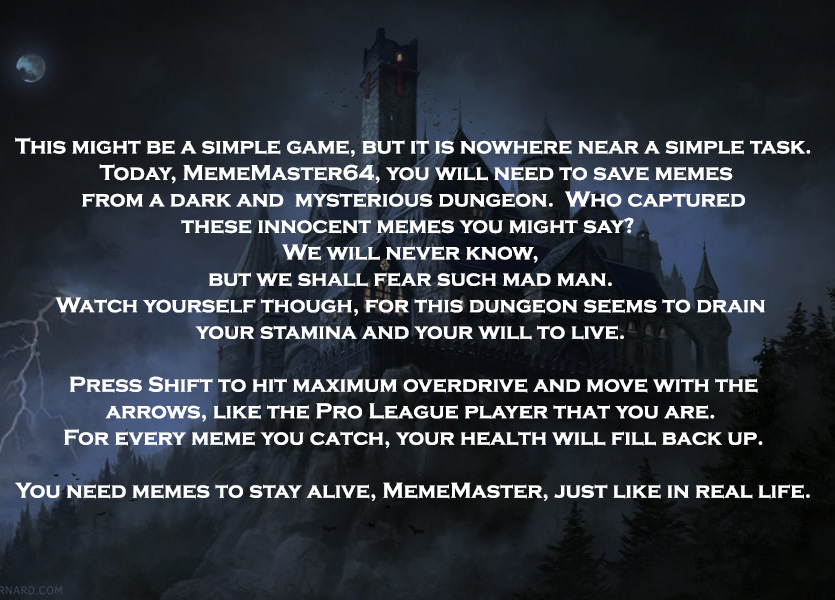 This might be a simple game, but it is nowhere near a simple task.
Today, MemeMaster64, you will need to save memes
from a dark and  mysterious dungeon.  Who captured
these innocent memes you might say?
We will never know,
but we shall fear such mad man.
Watch yourself though, for this dungeon seems to drain
your stamina and your will to live.
Press Shift to hit maximum overdrive and move with the
arrows, like the Pro League player that you are.
For every meme you catch, your health will fill back up.
You need memes to stay alive, MemeMaster, just like in real life.
RNARD.COM